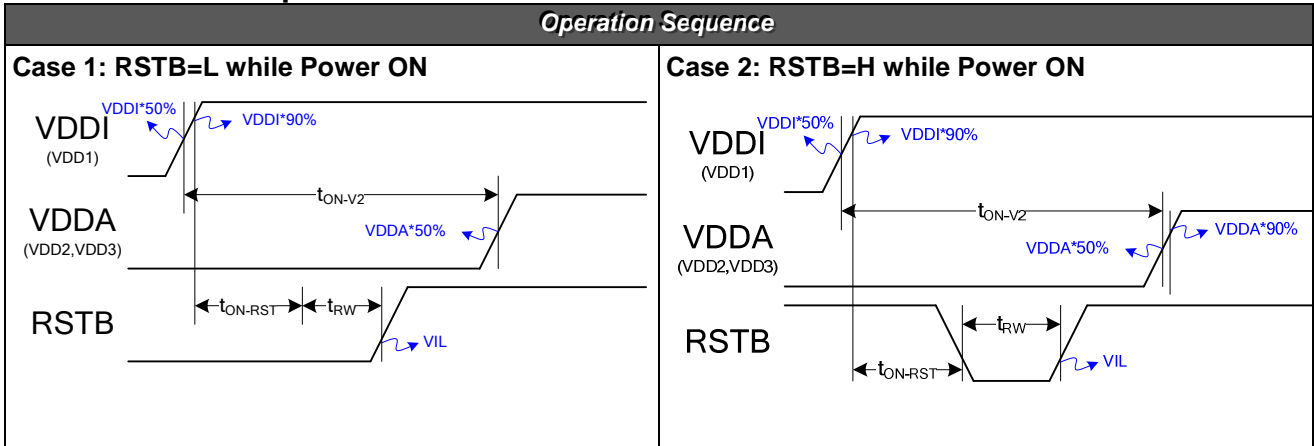 Operation Sequence
Case 1: RSTB=L while Power ON
VDDI*50%
VDDI*90%
VDDI
(VDD1)
tON-V2
VDDA
(VDD2,VDD3)
VDDA*50%
tON-RST
tRW
RSTB
VIL
Case 2: RSTB=H while Power ON
VDDI*50%
VDDI*90%
VDDI
(VDD1)
tON-V2
VDDA
(VDD2,VDD3)
VDDA*50%
VDDA*90%
RSTB
tRW
tON-RST
VIL